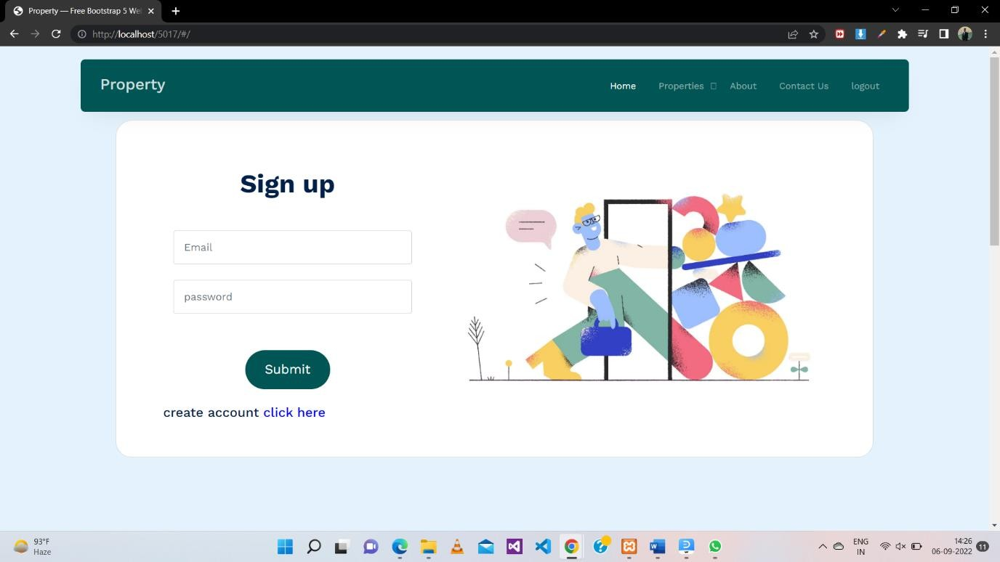 Property — Free Bootstrap 5 Wel
http://localhost/5017/#/
Property
Home
Properties
About
Contact Us
logout
Sign up
Email
password
Submit
create account click here
93°F
Haze
ENG
IN
14:26
06-09-2022
11